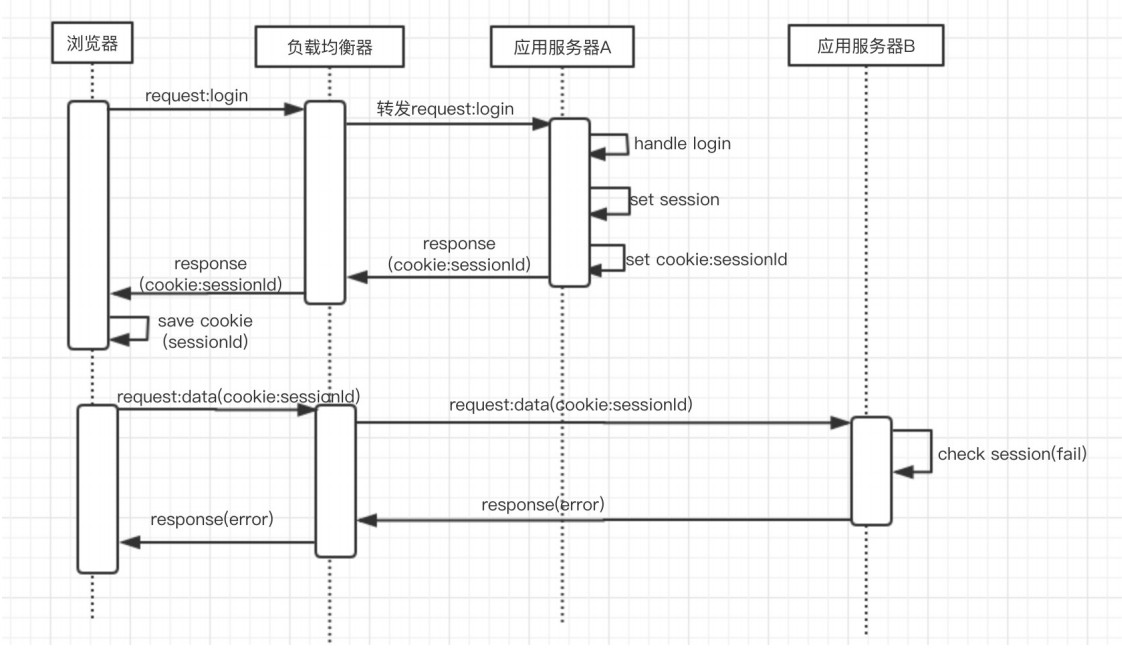 浏览器
负载均衡器
应用服务器A
应用服务器B
request:login
转发request:login
handle login
set session
set cookie:sessionId
response
(cookie:sessionId)
response
(cookie:sessionId)
save cookie
(sessionId)
request:data(cookie:sessionId)
request:data(cookie:sessionId)
check session(fail)
response(error)
response(error)